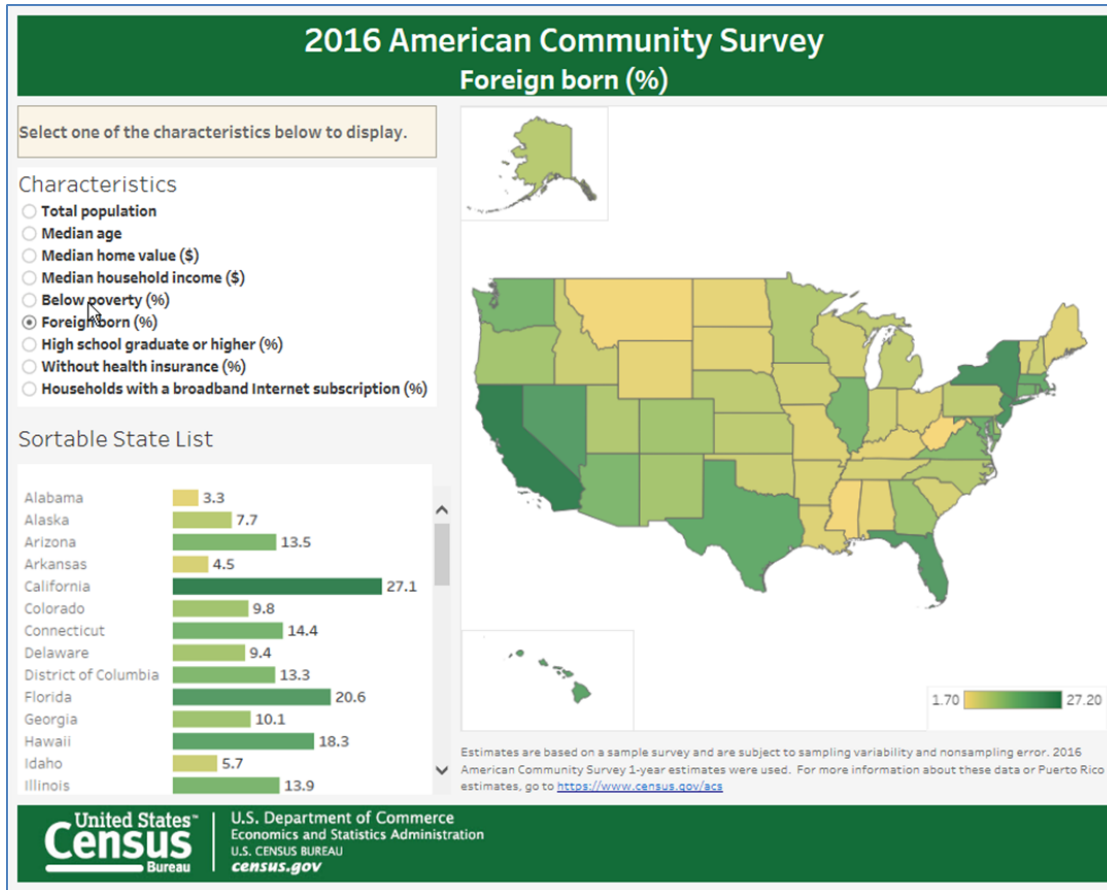 2016 American Community Survey
Foreign born (%)
Select one of the characteristics below to display.
Characteristics
Total population
Median age
Median home value ($)
Median household income ($)
Below poverty (%)
Foreign born (%)
High school graduate or higher (%)
Without health insurance (%)
Households with a broadband Internet subscription (%)
Sortable State List
Alabama 3.3
Alaska 7.7
Arizona 13.5
Arkansas 4.5
California 27.1
Colorado 9.8
Connecticut 14.4
Delaware 9.4
District of Columbia 13.3
Florida 20.6
Georgia 10.1
Hawaii 18.3
Idaho 5.7
Illinois 13.9
1.70 27.20
Estimates are based on a sample survey and are subject to sampling variability and nonsampling error. 2016
American Community Survey 1-year estimates were used. For more information about these data or Puerto Rico
estimates, go to https://www.census.gov/acs
United States™
Census
Bureau
U.S. Department of Commerce
Economics and Statistics Administration
U.S. CENSUS BUREAU
census.gov